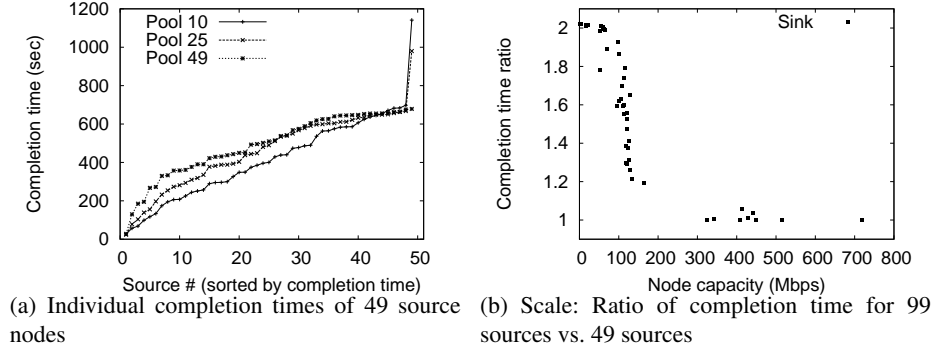 1200
1000
800
600
400
200
0
Completion time (sec)
Pool 10
Pool 25
Pool 49
0 10 20 30 40 50
Source # (sorted by completion time)
(a) Individual completion times of 49 source
nodes
2
1.8
1.6
1.4
1.2
1
Completion time ratio
Sink
0 100 200 300 400 500 600 700 800
Node capacity (Mbps)
(b) Scale: Ratio of completion time for 99
sources vs. 49 sources